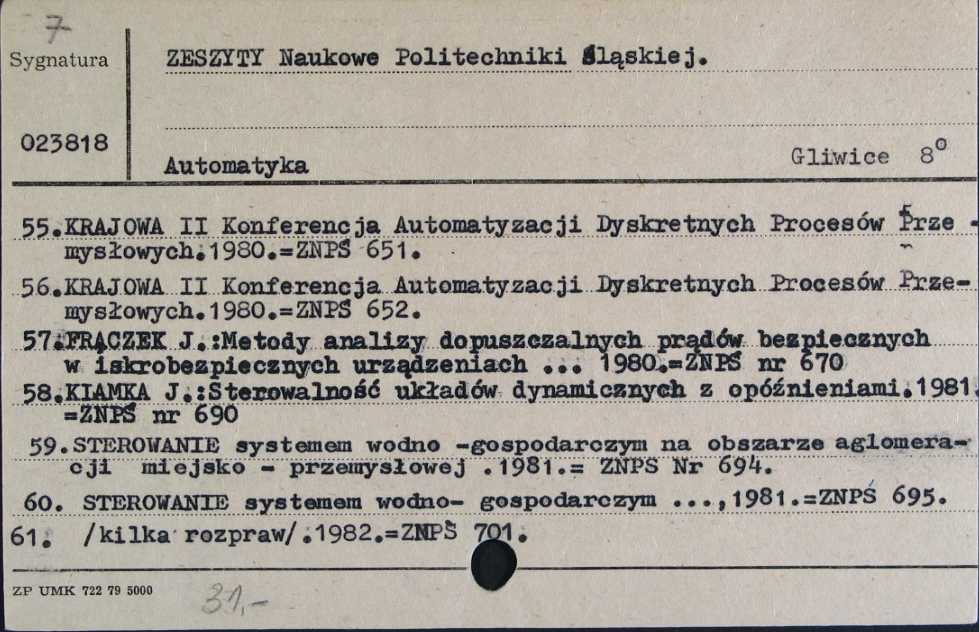 7
Sygnatura
ZESZYTY Naukowe Politechniki Śląskiej.
023818
Automatyka
Gliwice 8°
55.KRAJOWA II Konferencja Automatyzacji Dyskretnych Procesów Prze -
mysłowych.1980.=ZNPŚ 651.
56.KRAJOWA II Konferencja Automatyzacji Dyskretnych Procesów Prze-
mysłowych.1980.=ZNPŚ 652.
57.FRĄCZEK J.:Metody analizy dopuszczalnych prądów bezpiecznych
w iskrobezpiecznych urządzeniach ... 1980.=ZNPŚ nr 670
58.KIAMKA J.:Sterowalność układów dynamicznych z opóźnieniami.1981.
=ZNPŚ nr 690
59.STEROWANIE systemem wodno -gospodarczym na obszarze aglomera-
cji miejsko - przemysłowej .1981.= ZNPS Nr 694.
60. STEROWANIE systemem wodno- gospodarczym ...,1981.=ZNPŚ 695.
61. /kilka rozpraw/.1982.=ZNPŚ 701.
ZP UMK 722 79 5000
31,-